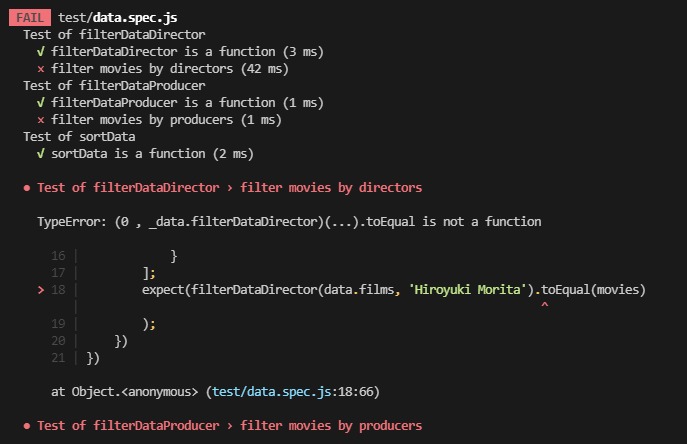 FAIL test/data.spec.js
Test of filterDataDirector
√ filterDataDirector is a function (3 ms)
× filter movies by directors (42 ms)
Test of filterDataProducer
√ filterDataProducer is a function (1 ms)
× filter movies by producers (1 ms)
Test of sortData
√ sortData is a function (2 ms)
● Test of filterDataDirector › filter movies by directors
TypeError: (0 , _data.filterDataDirector)(...).toEqual is not a function
16 | }
17 | ];
> 18 | expect(filterDataDirector(data.films, 'Hiroyuki Morita').toEqual(movies)
| ^
19 | );
20 | })
21 | })
at Object.<anonymous> (test/data.spec.js:18:66)
● Test of filterDataProducer › filter movies by producers